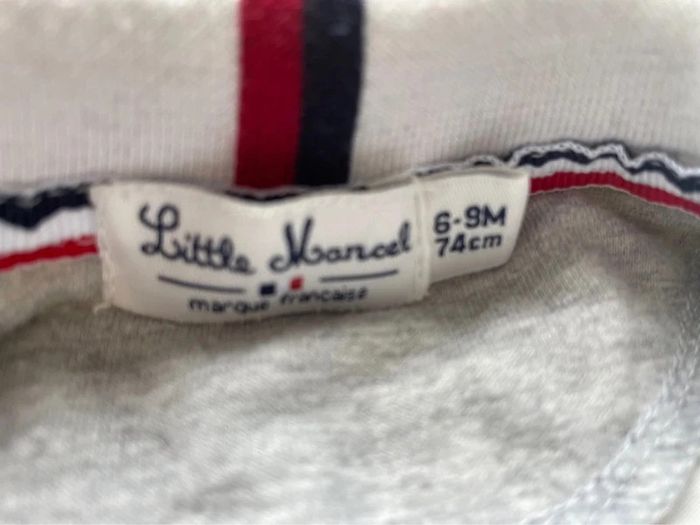 Little Marcel
marque française
6-9M
74cm